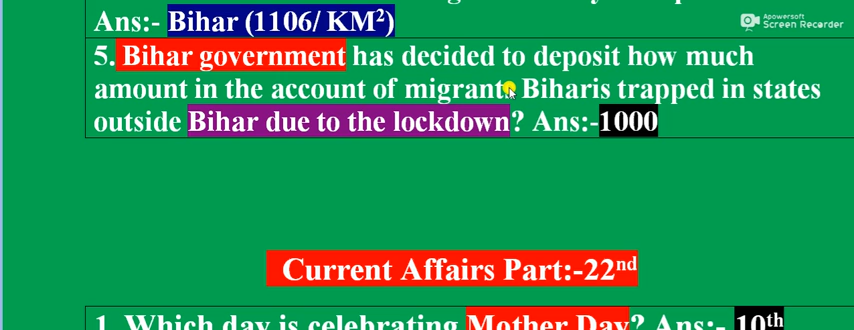 Ans:- Bihar (1106/ KM²)
Apowersoft
Screen Recorder
5. Bihar government has decided to deposit how much
amount in the account of migrant Biharis trapped in states
outside Bihar due to the lockdown? Ans:-1000
Current Affairs Part:-22nd
1. Which day is celebrating Mother Day? Ans:- 10th